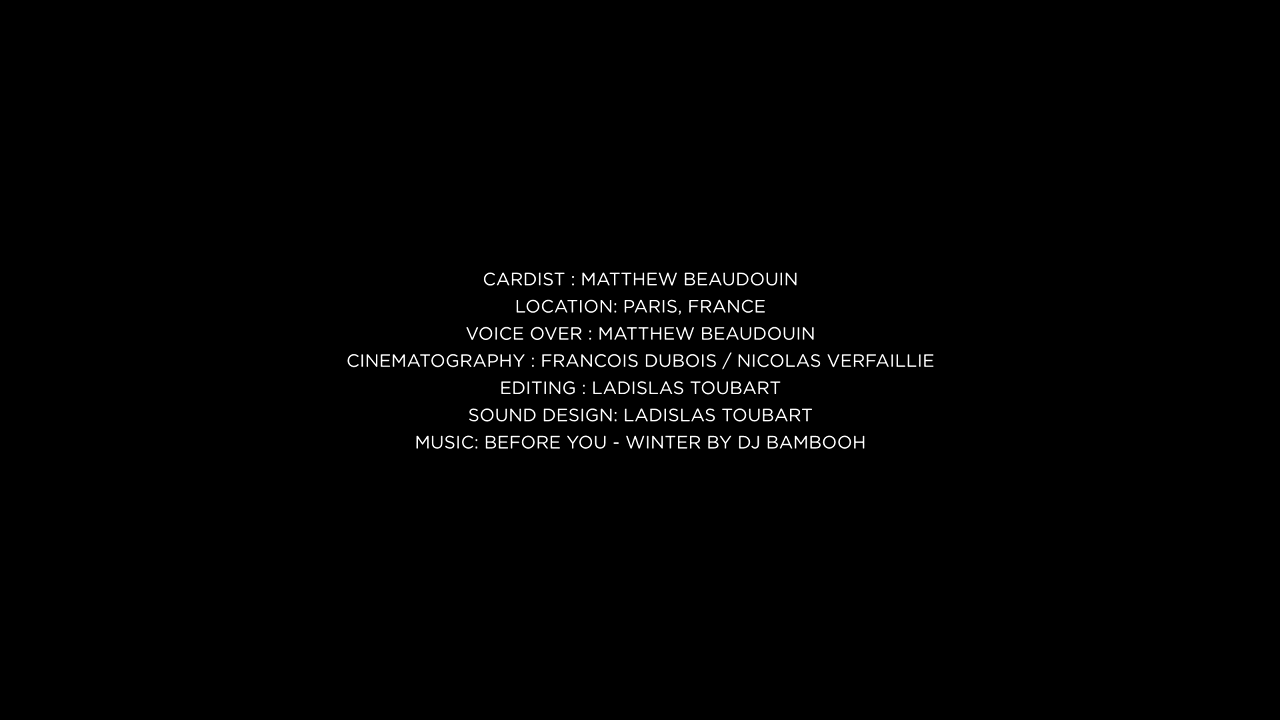 CARDIST : MATTHEW BEAUDOUIN
LOCATION: PARIS, FRANCE
VOICE OVER : MATTHEW BEAUDOUIN
CINEMATOGRAPHY : FRANCOIS DUBOIS / NICOLAS VERFAILLIE
EDITING : LADISLAS TOUBART
SOUND DESIGN: LADISLAS TOUBART
MUSIC: BEFORE YOU - WINTER BY DJ BAMBOOH